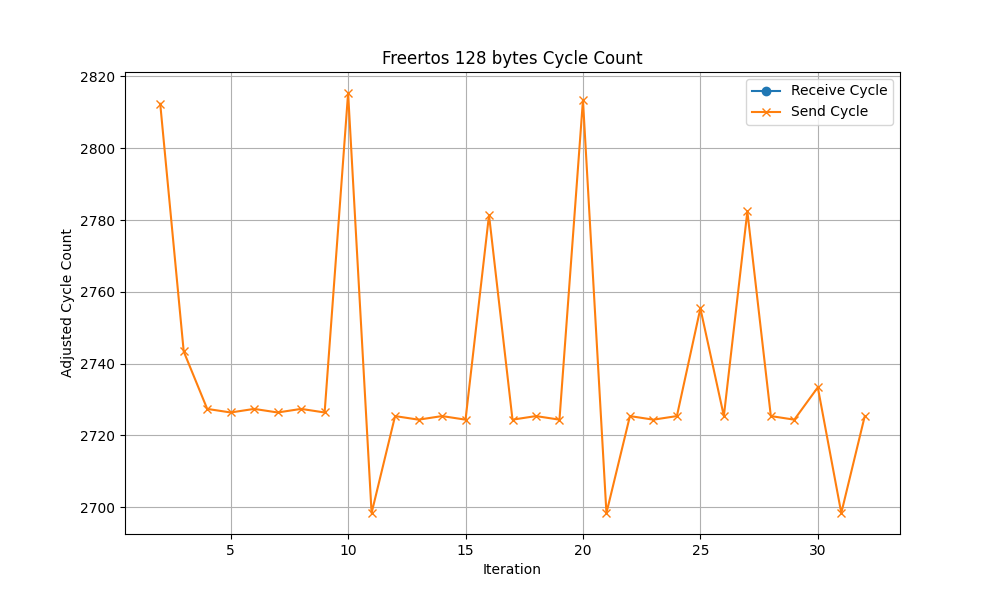 Freertos 128 bytes Cycle Count
Receive Cycle
Send Cycle
Adjusted Cycle Count
2820
2800
2780
2760
2740
2720
2700
5 10 15 20 25 30
Iteration